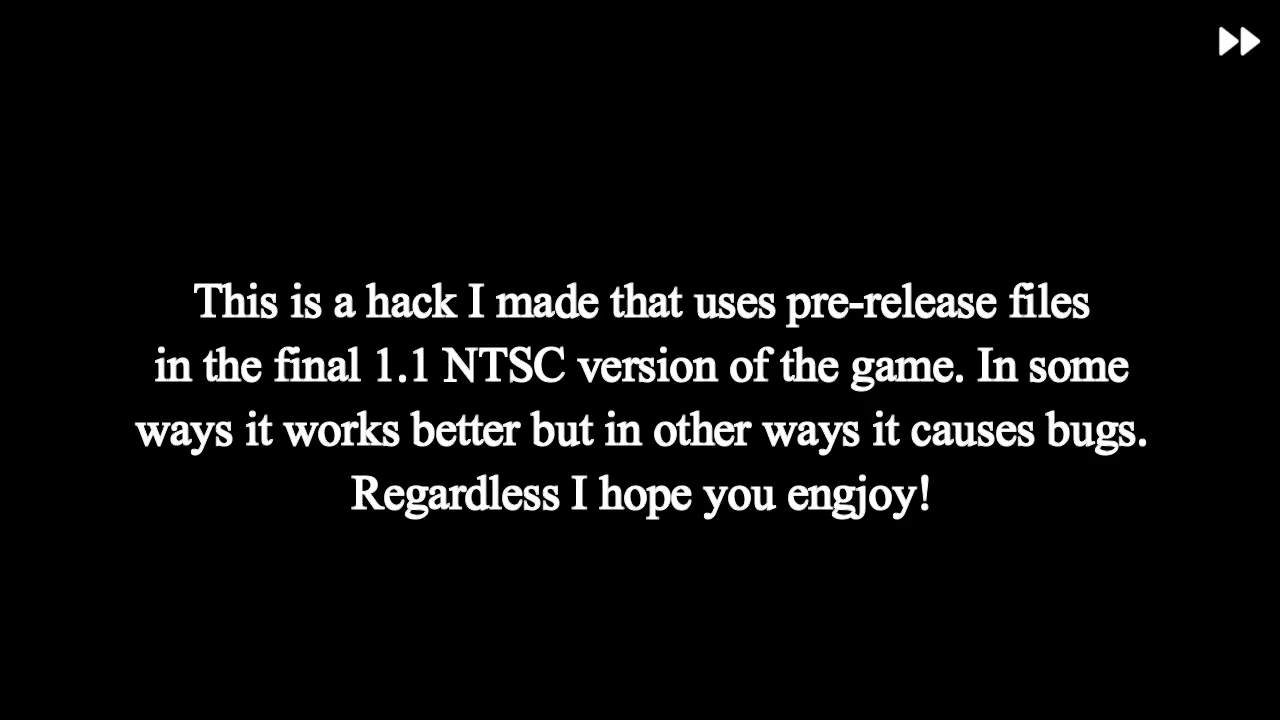 This is a hack I made that uses pre-release files
in the final 1.1 NTSC version of the game. In some
ways it works better but in other ways it causes bugs.
Regardless I hope you engjoy!